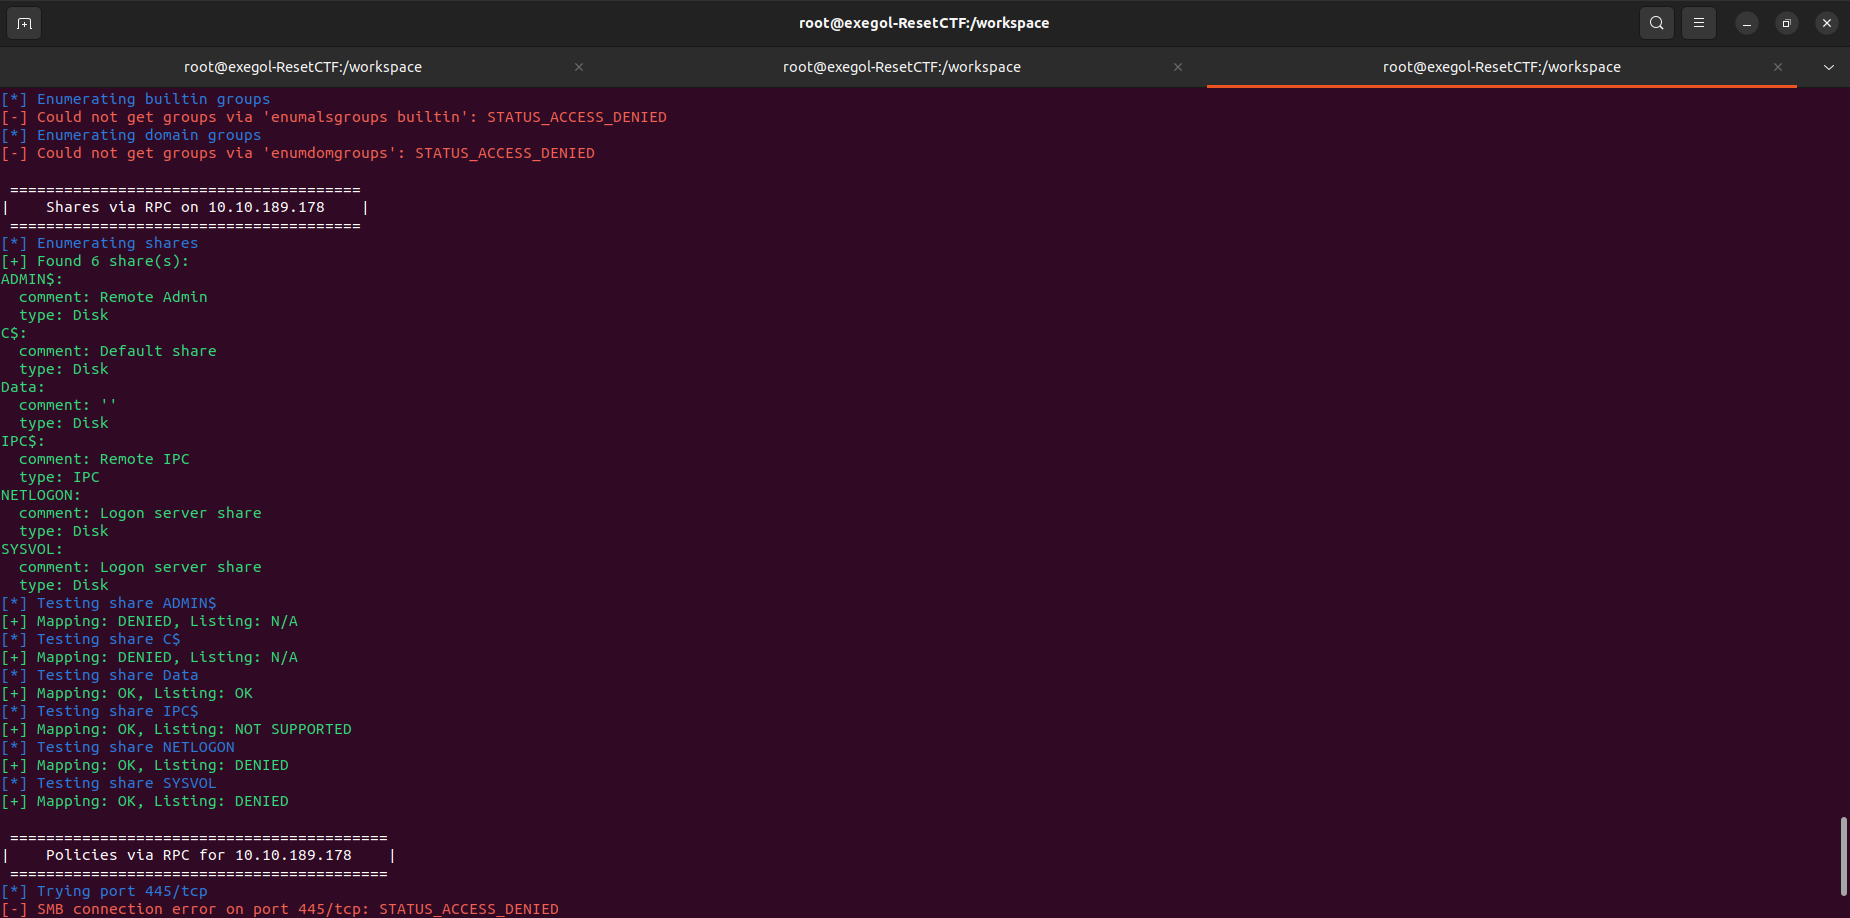 root@exegol-ResetCTF:/workspace
root@exegol-ResetCTF:/workspace
root@exegol-ResetCTF:/workspace
root@exegol-ResetCTF:/workspace
[*] Enumerating builtin groups
[-] Could not get groups via 'enumalsgroups builtin': STATUS_ACCESS_DENIED
[*] Enumerating domain groups
[-] Could not get groups via 'enumdomgroups': STATUS_ACCESS_DENIED
=======================================
|    Shares via RPC on 10.10.189.178    |
=======================================
[*] Enumerating shares
[+] Found 6 share(s):
ADMIN$:
  comment: Remote Admin
  type: Disk
C$:
  comment: Default share
  type: Disk
Data:
  comment: ''
  type: Disk
IPC$:
  comment: Remote IPC
  type: IPC
NETLOGON:
  comment: Logon server share
  type: Disk
SYSVOL:
  comment: Logon server share
  type: Disk
[*] Testing share ADMIN$
[+] Mapping: DENIED, Listing: N/A
[*] Testing share C$
[+] Mapping: DENIED, Listing: N/A
[*] Testing share Data
[+] Mapping: OK, Listing: OK
[*] Testing share IPC$
[+] Mapping: OK, Listing: NOT SUPPORTED
[*] Testing share NETLOGON
[+] Mapping: OK, Listing: DENIED
[*] Testing share SYSVOL
[+] Mapping: OK, Listing: DENIED
==========================================
|    Policies via RPC for 10.10.189.178    |
==========================================
[*] Trying port 445/tcp
[-] SMB connection error on port 445/tcp: STATUS_ACCESS_DENIED